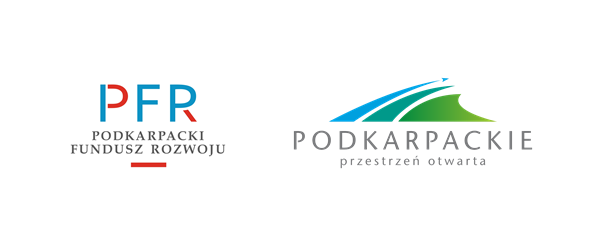 PFR
PODKARPACKI
FUNDUSZ ROZWOJU
PODKARPACKIE
przestrzeń otwarta